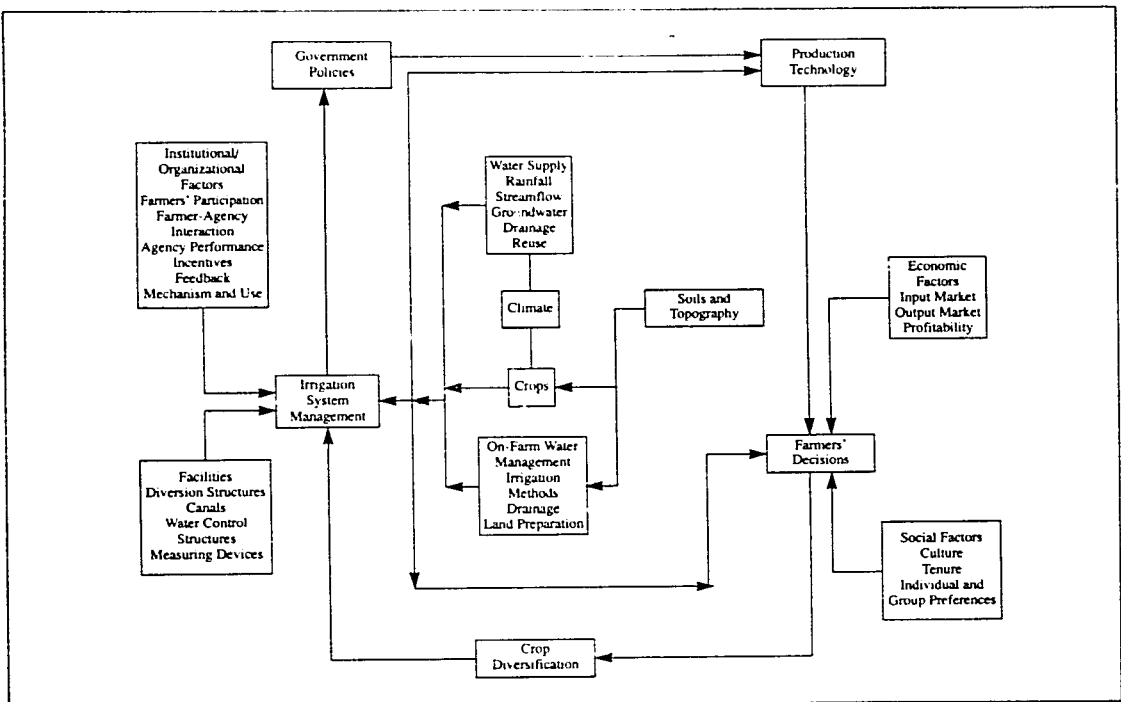 Government
Policies
Production
Technology
Institutional/
Organizational
Factors
Farmers' Participation
Farmer-Agency
Interaction
Agency Performance
Incentives
Feedback
Mechanism and Use
Water Supply
Rainfall
Streamflow
Groundwater
Drainage
Reuse
Climate
Soils and
Topography
Economic
Factors
Input Market
Output Market
Profitability
Irrigation
System
Management
Crops
Farmers'
Decisions
On-Farm Water
Management
Irrigation
Methods
Drainage
Land Preparation
Facilities
Diversion Structures
Canals
Water Control
Structures
Measuring Devices
Social Factors
Culture
Tenure
Individual and
Group Preferences
Crop
Diversification